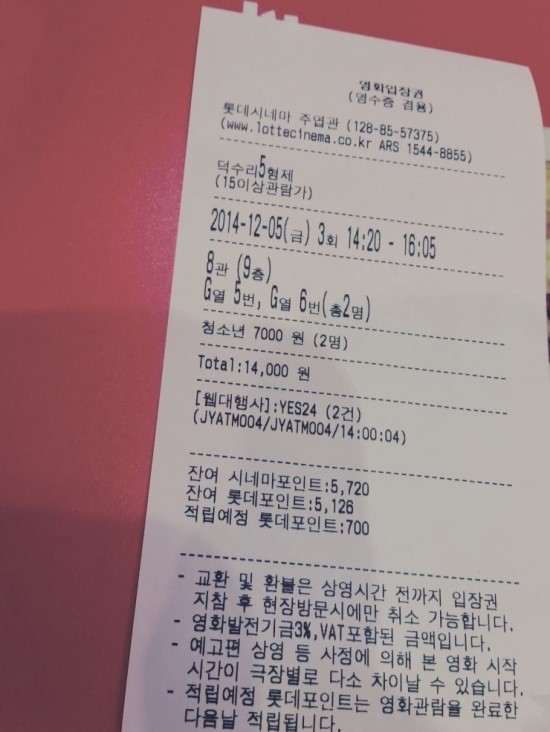 영화입장권
(영수증 겸용)
롯데시네마 주엽관 (128-85-57375)
(www.lottecinema.co.kr ARS 1544-8855)
덕수리5형제
(15이상관람가)
2014-12-05(금) 3회 14:20 - 16:05
8관 (9층)
G열 5번, G열 6번(총2명)
청소년 7000 원 (2명)
Total:14,000 원
[웹대행사]:YES24 (2건)
(JYATM004/JYATM004/14:00:04)
잔여 시네마포인트:5,720
잔여 롯데포인트:5,126
적립예정 롯데포인트:700
- 교환 및 환불은 상영시간 전까지 입장권
지참 후 현장방문시에만 취소 가능합니다.
- 영화발전기금3%,VAT포함된 금액입니다.
- 예고편 상영 등 사정에 의해 본 영화 시작
시간이 극장별로 다소 차이날 수 있습니다.
- 적립예정 롯데포인트는 영화관람을 완료한
다음날 적립됩니다.